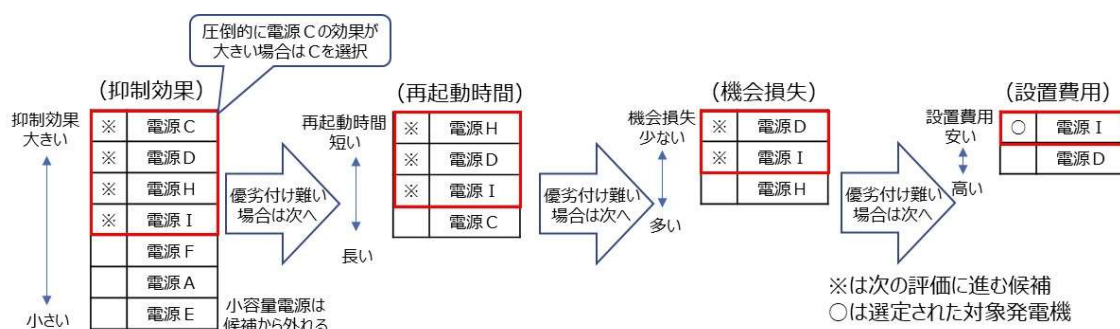 圧倒的に電源Cの効果が
大きい場合はCを選択
(抑制効果)
抑制効果
大きい
小さい
※ 電源C
※ 電源D
※ 電源H
※ 電源I
電源F
電源A
電源E
優劣付け難い
場合は次へ
小容量電源は
候補から外れる
(再起動時間)
再起動時間
短い
長い
※ 電源H
※ 電源D
※ 電源I
電源C
優劣付け難い
場合は次へ
(機会損失)
機会損失
少ない
多い
※ 電源D
※ 電源I
電源H
優劣付け難い
場合は次へ
(設置費用)
設置費用
安い
高い
○ 電源I
電源D
※は次の評価に進む候補
○は選定された対象発電機